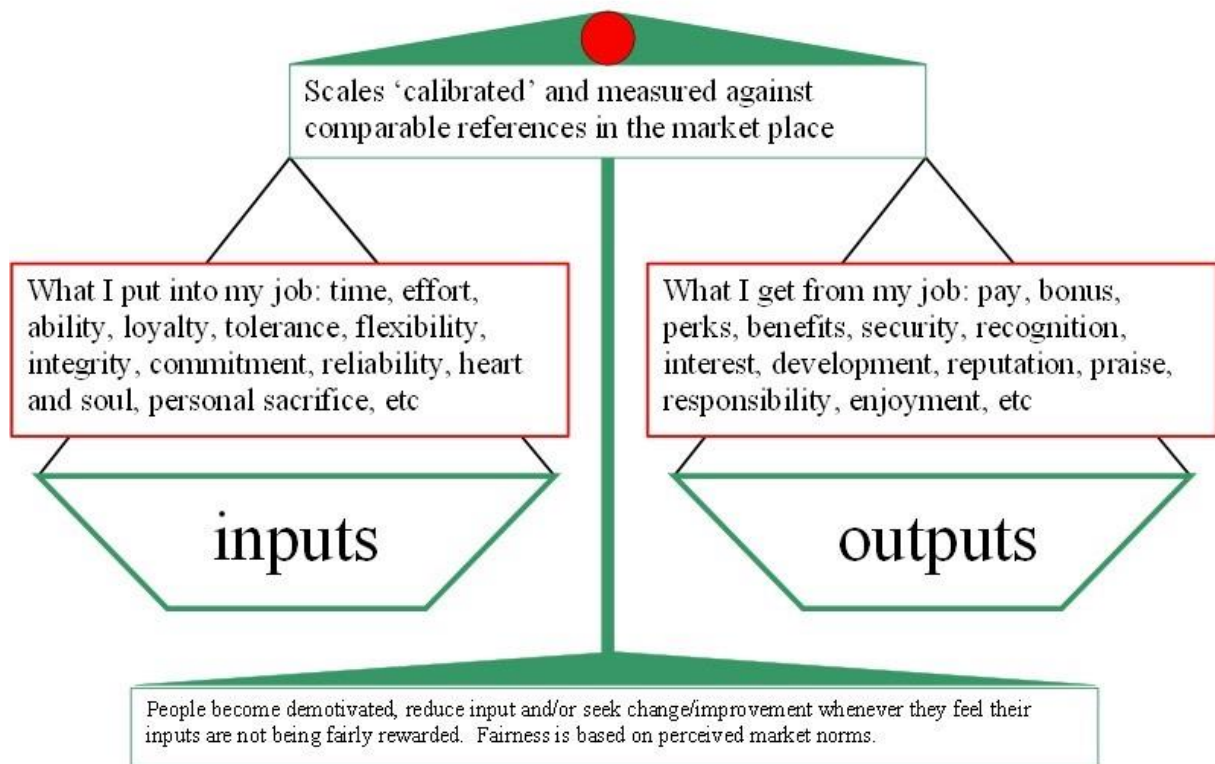 Scales ‘calibrated’ and measured against
comparable references in the market place
What I put into my job: time, effort,
ability, loyalty, tolerance, flexibility,
integrity, commitment, reliability, heart
and soul, personal sacrifice, etc
What I get from my job: pay, bonus,
perks, benefits, security, recognition,
interest, development, reputation, praise,
responsibility, enjoyment, etc
inputs
outputs
People become demotivated, reduce input and/or seek change/improvement whenever they feel their
inputs are not being fairly rewarded.  Fairness is based on perceived market norms.